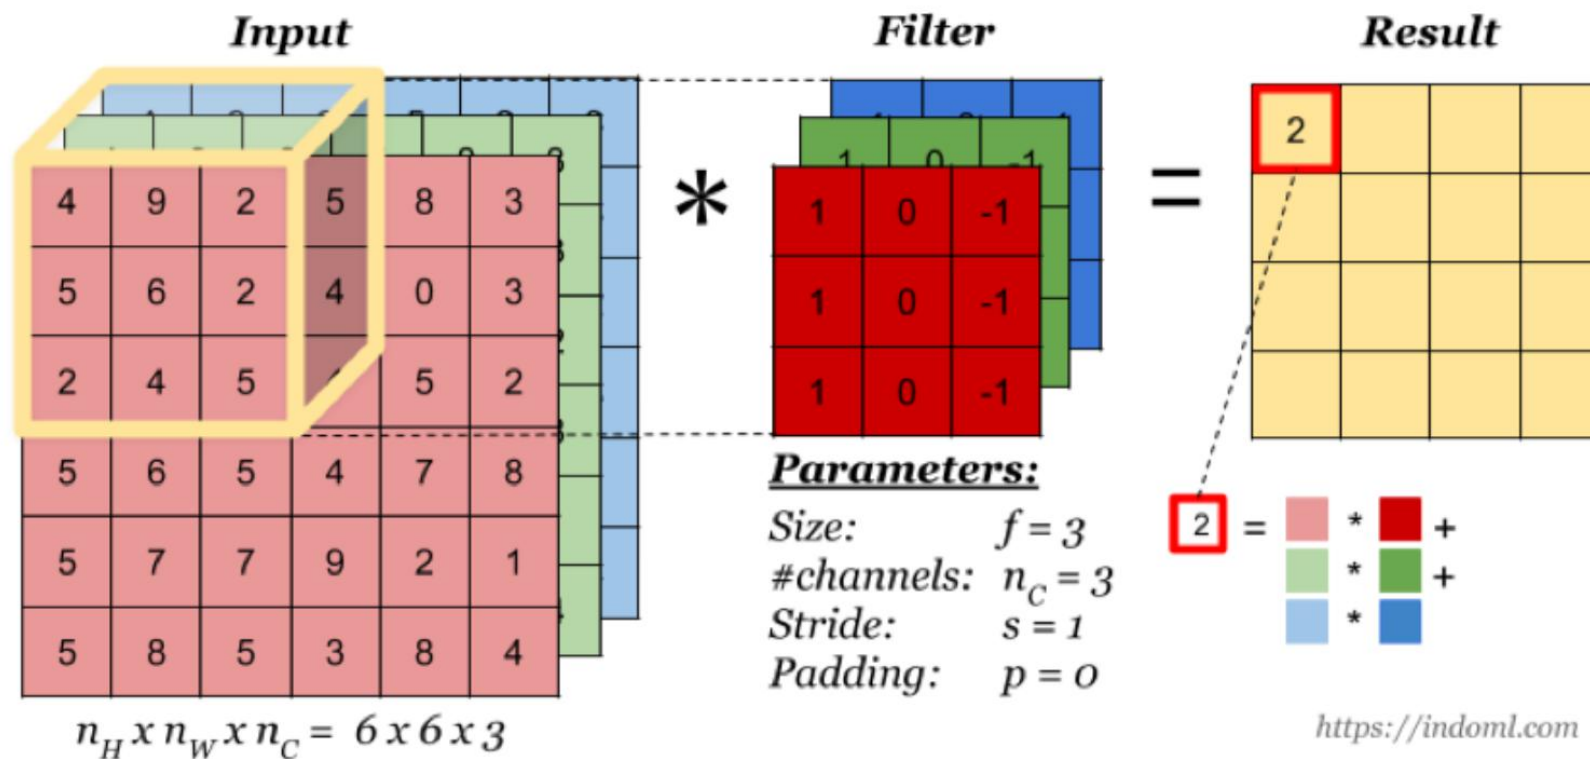 Input Filter Result
4 9 2 5 8 3
5 6 2 4 0 3
2 4 5 5 2
5 6 5 4 7 8
5 7 7 9 2 1
5 8 5 3 8 4
n_H x n_W x n_C = 6 x 6 x 3
*
1 0 -1
1 0 -1
1 0 -1
1 0 -1
Parameters:
Size: f = 3
#channels: n_C = 3
Stride: s = 1
Padding: p = 0
=
2
2 = * +
* +
*
https://indoml.com